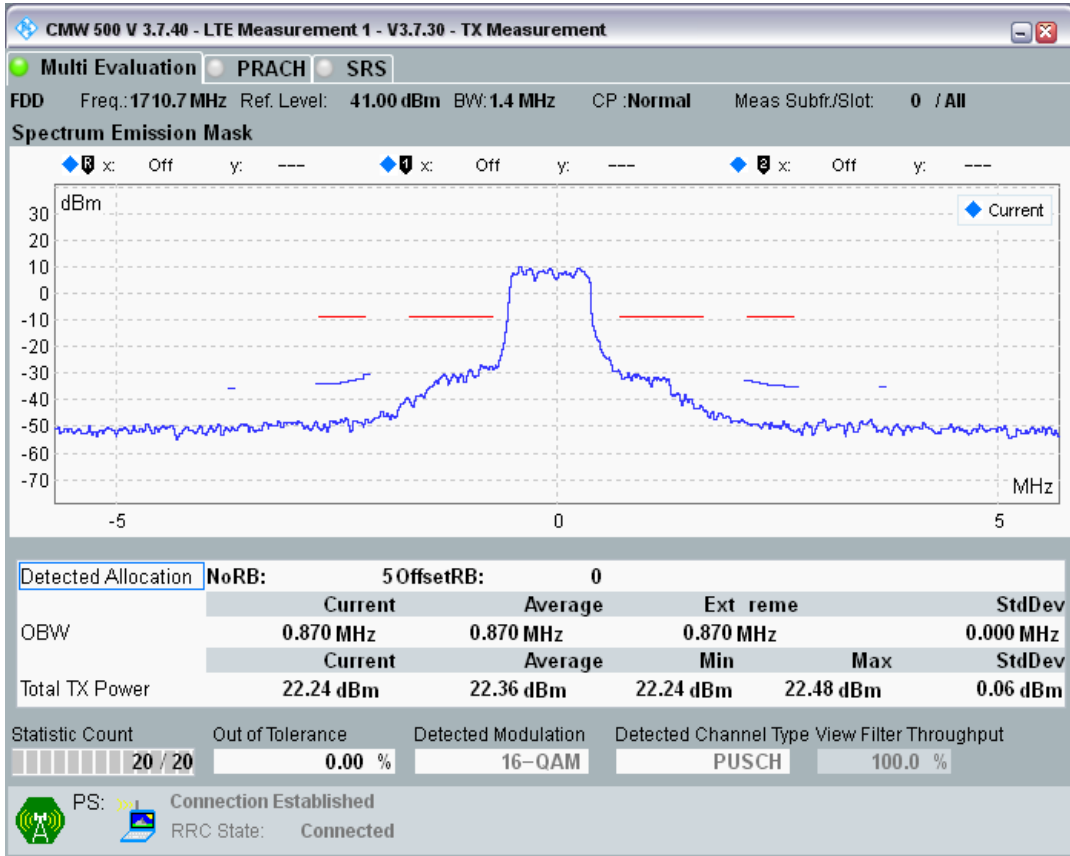 CMW 500 V 3.7.40 - LTE Measurement 1 - V3.7.30 - TX Measurement
Multi Evaluation PRACH SRS
FDD Freq.: 1710.7 MHz Ref. Level: 41.00 dBm BW: 1.4 MHz CP : Normal Meas Subfr./Slot: 0 / All
Spectrum Emission Mask
R x: Off y: --- 1 x: Off y: --- 2 x: Off y: ---
dBm
Current
30
20
10
0
-10
-20
-30
-40
-50
-60
-70
MHz
-5 0 5
Detected Allocation NoRB: 5 OffsetRB: 0
Current Average Ext reme StdDev
OBW 0.870 MHz 0.870 MHz 0.870 MHz 0.000 MHz
Current Average Min Max StdDev
Total TX Power 22.24 dBm 22.36 dBm 22.24 dBm 22.48 dBm 0.06 dBm
Statistic Count Out of Tolerance Detected Modulation Detected Channel Type View Filter Throughput
20 / 20 0.00 % 16-QAM PUSCH 100.0 %
PS: Connection Established
RRC State: Connected